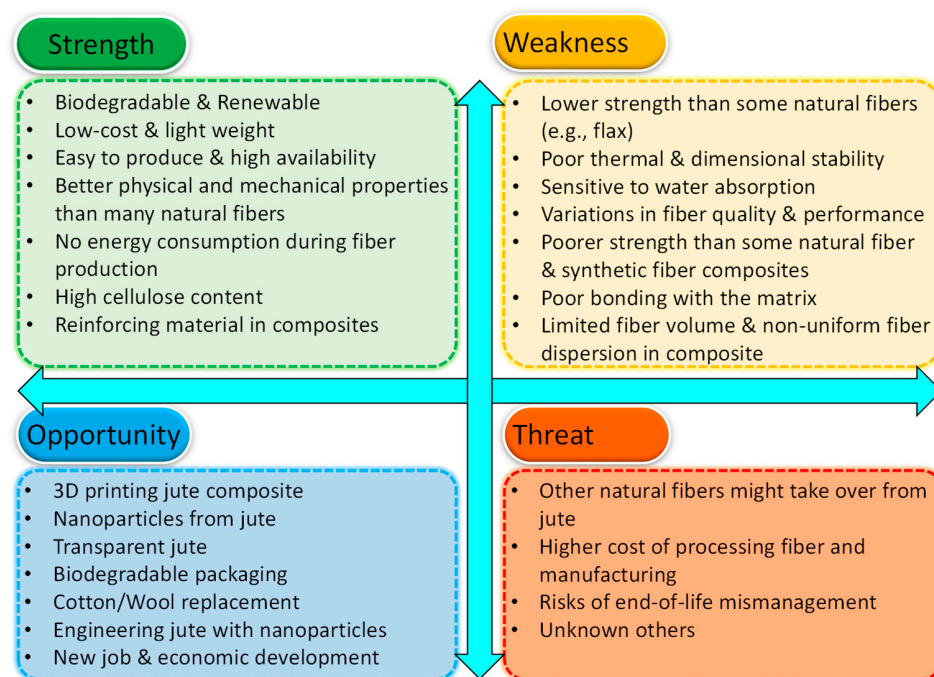 Strength
• Biodegradable & Renewable
• Low-cost & light weight
• Easy to produce & high availability
• Better physical and mechanical properties
than many natural fibers
• No energy consumption during fiber
production
• High cellulose content
• Reinforcing material in composites
Weakness
• Lower strength than some natural fibers
(e.g., flax)
• Poor thermal & dimensional stability
• Sensitive to water absorption
• Variations in fiber quality & performance
• Poorer strength than some natural fiber
& synthetic fiber composites
• Poor bonding with the matrix
• Limited fiber volume & non-uniform fiber
dispersion in composite
Opportunity
• 3D printing jute composite
• Nanoparticles from jute
• Transparent jute
• Biodegradable packaging
• Cotton/Wool replacement
• Engineering jute with nanoparticles
• New job & economic development
Threat
• Other natural fibers might take over from
jute
• Higher cost of processing fiber and
manufacturing
• Risks of end-of-life mismanagement
• Unknown others